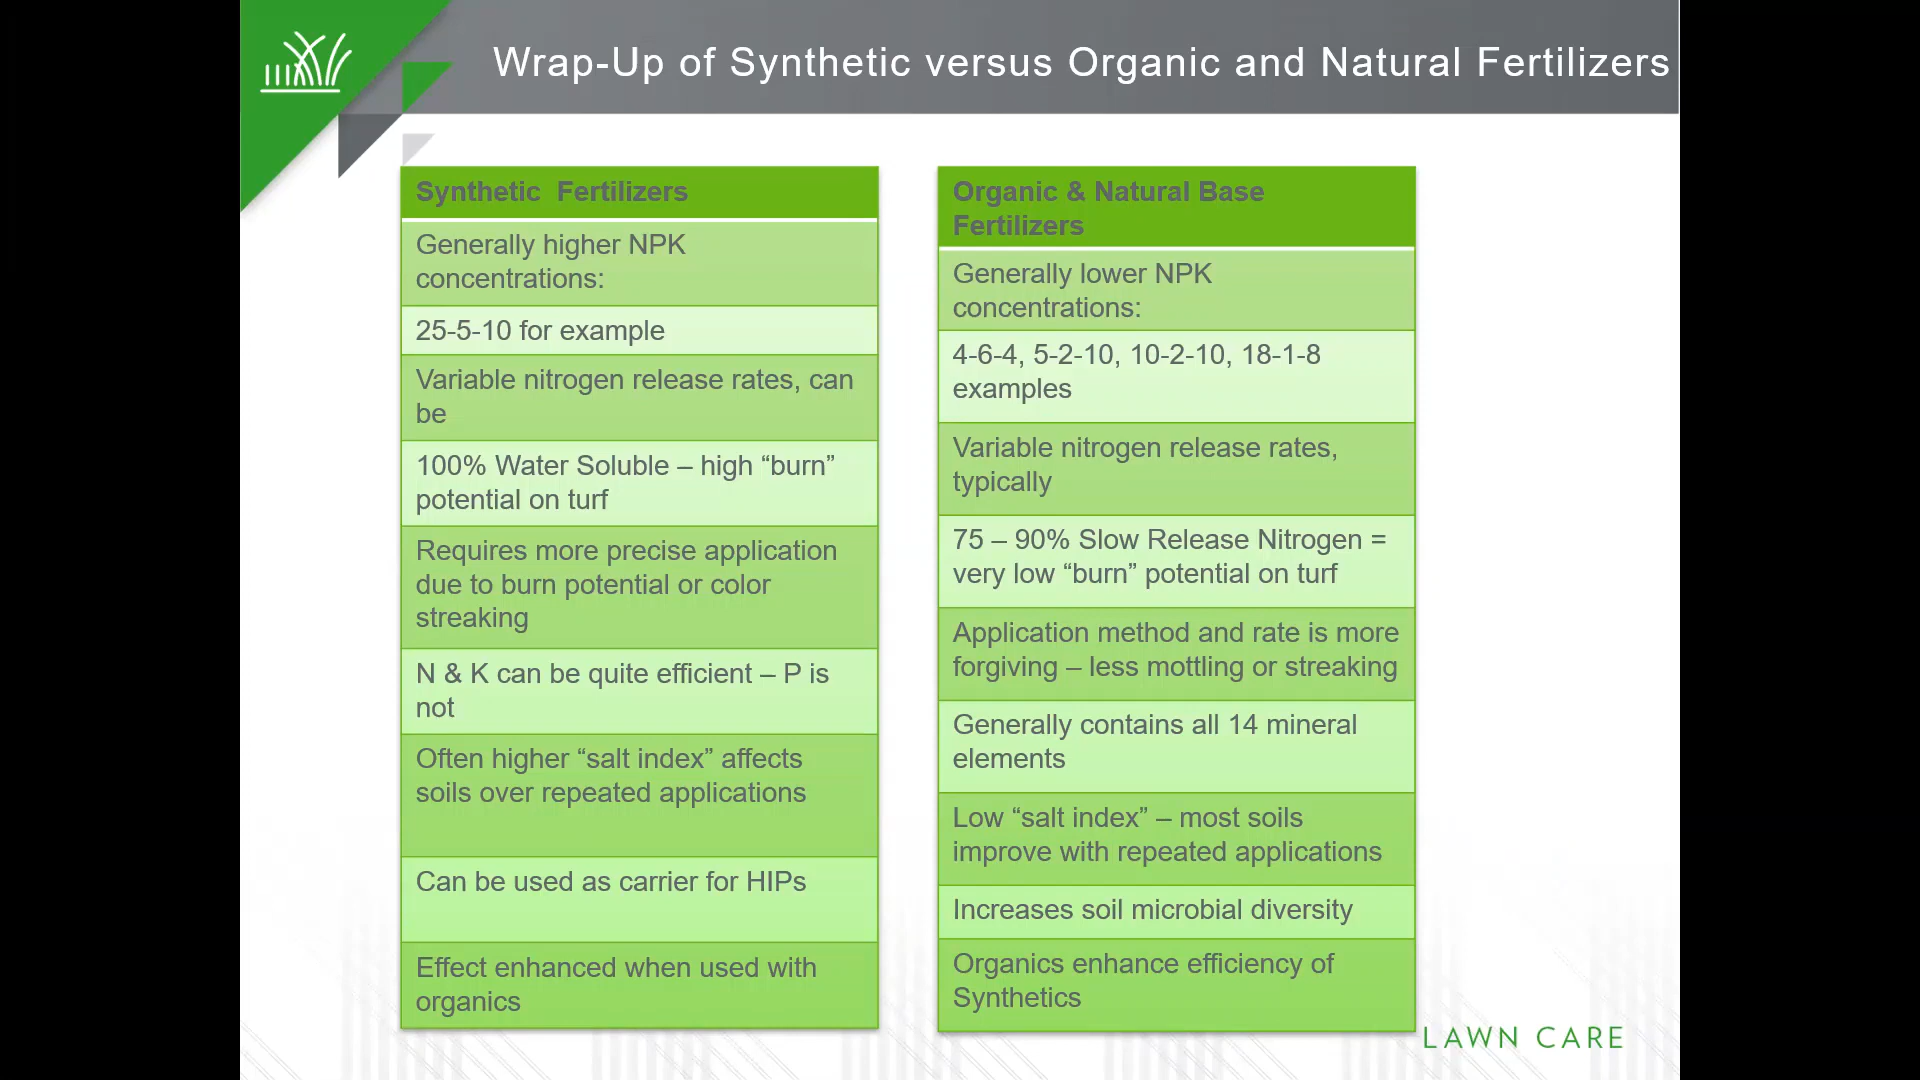 Wrap-Up of Synthetic versus Organic and Natural Fertilizers
Synthetic Fertilizers
Generally higher NPK
concentrations:
25-5-10 for example
Variable nitrogen release rates, can
be
100% Water Soluble – high “burn”
potential on turf
Requires more precise application
due to burn potential or color
streaking
N & K can be quite efficient – P is
not
Often higher “salt index” affects
soils over repeated applications
Can be used as carrier for HIPs
Effect enhanced when used with
organics
Organic & Natural Base
Fertilizers
Generally lower NPK
concentrations:
4-6-4, 5-2-10, 10-2-10, 18-1-8
examples
Variable nitrogen release rates,
typically
75 – 90% Slow Release Nitrogen =
very low “burn” potential on turf
Application method and rate is more
forgiving – less mottling or streaking
Generally contains all 14 mineral
elements
Low “salt index” – most soils
improve with repeated applications
Increases soil microbial diversity
Organics enhance efficiency of
Synthetics
LAWN CARE